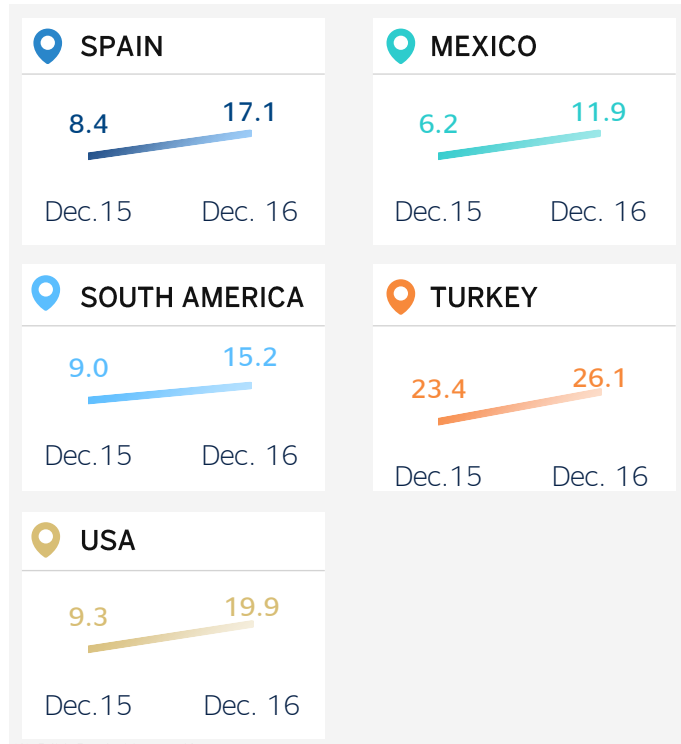 SPAIN
8.4 17.1
Dec.15 Dec. 16
MEXICO
6.2 11.9
Dec.15 Dec. 16
SOUTH AMERICA
9.0 15.2
Dec.15 Dec. 16
TURKEY
23.4 26.1
Dec.15 Dec. 16
USA
9.3 19.9
Dec.15 Dec. 16